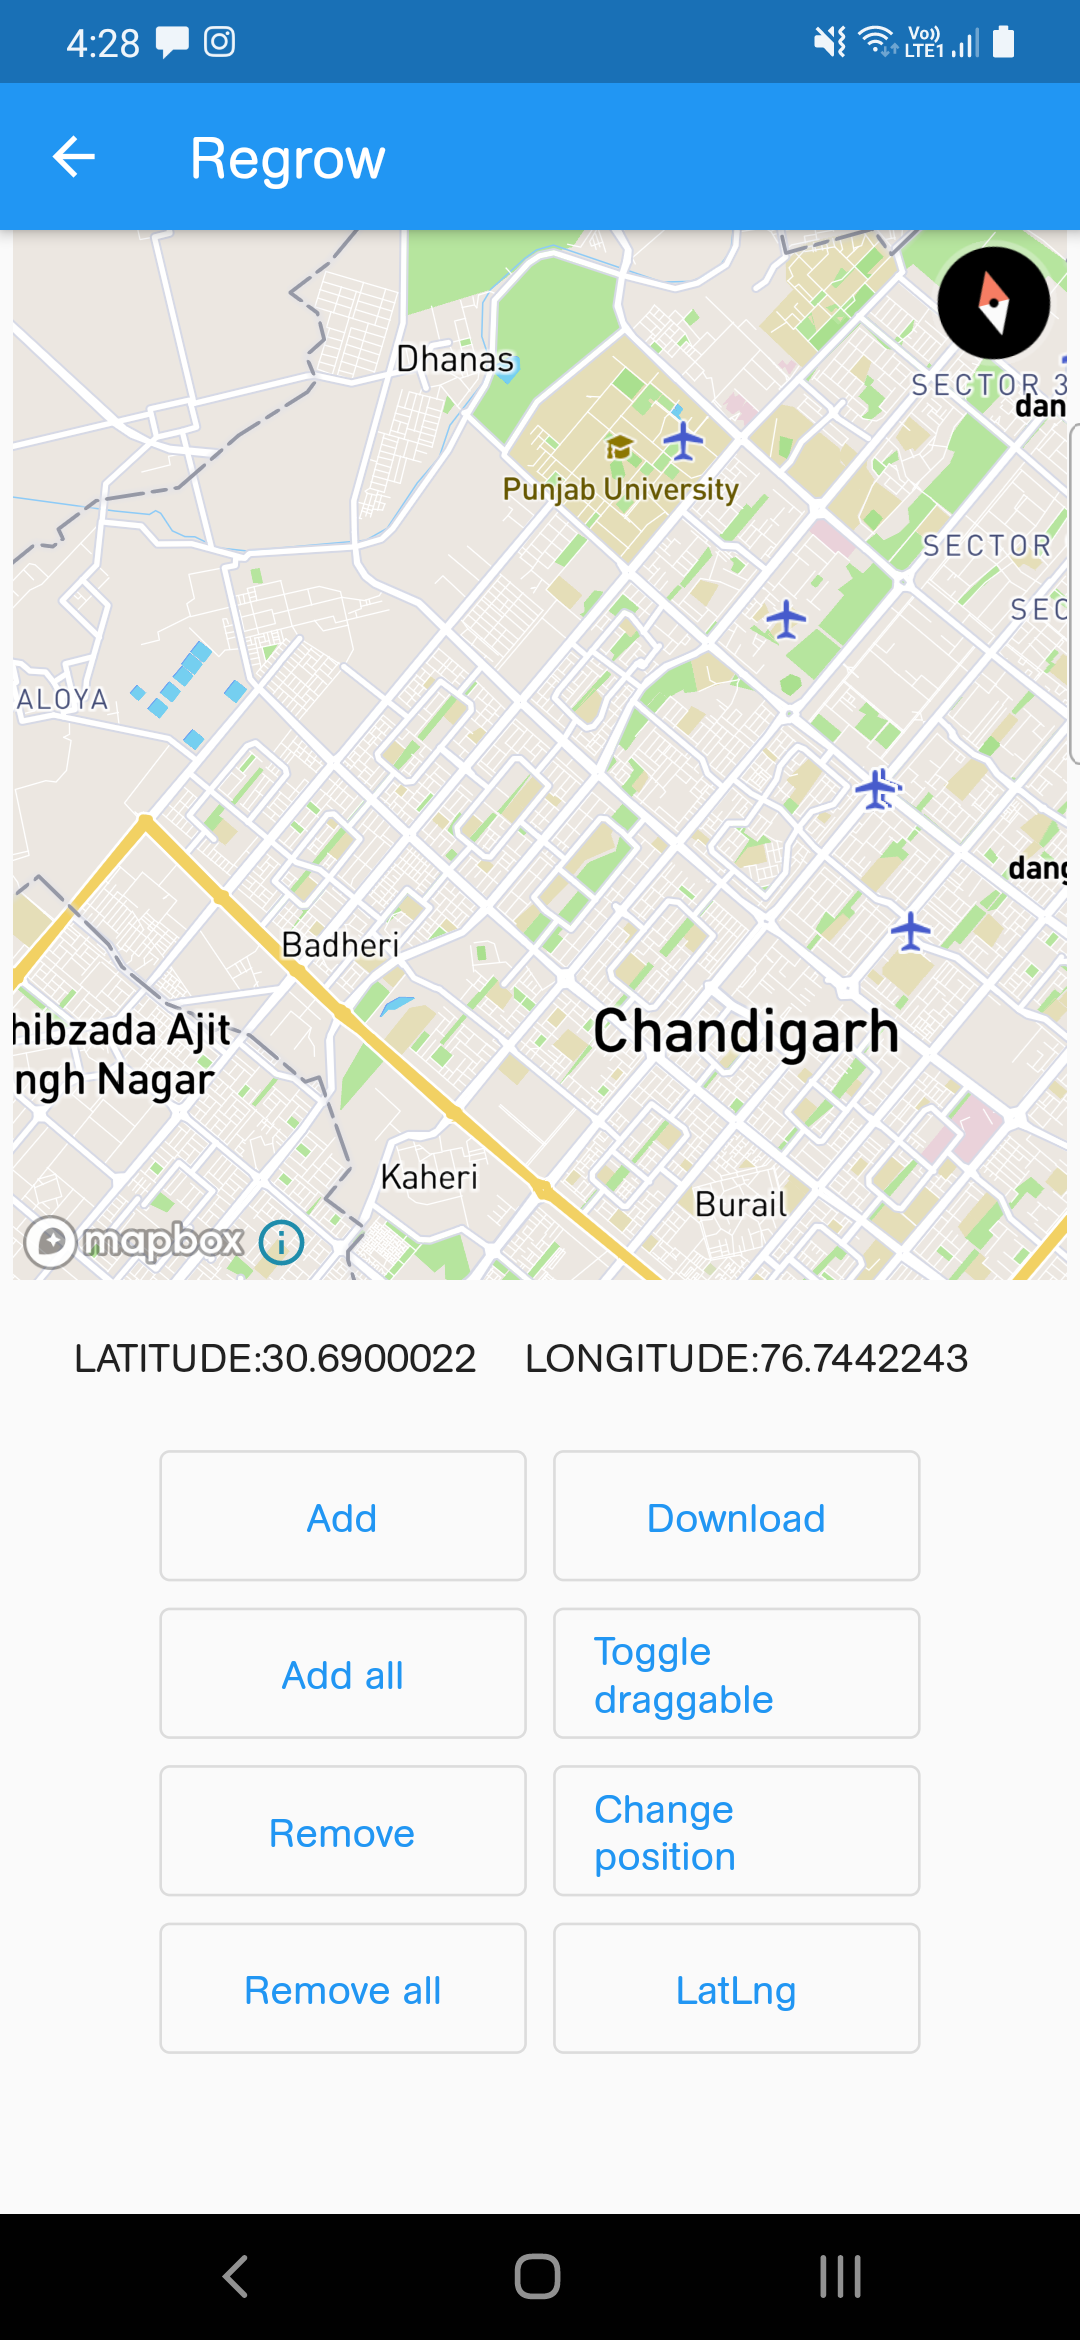 4:28
Vo))
LTE1
Regrow
Dhanas
SECTOR 3
dan
Punjab University
SECTOR
SEC
ALOYA
dang
Badheri
hibzada Ajit
ngh Nagar
Chandigarh
Kaheri
Burail
mapbox
LATITUDE:30.6900022 LONGITUDE:76.7442243
Add
Download
Add all
Toggle
draggable
Remove
Change
position
Remove all
LatLng